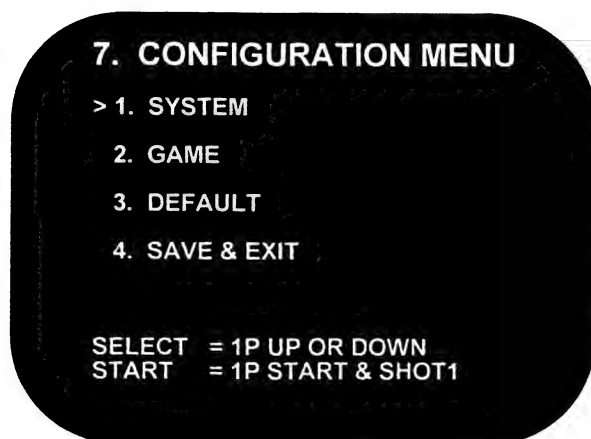 7. CONFIGURATION MENU
> 1. SYSTEM
2. GAME
3. DEFAULT
4. SAVE & EXIT
SELECT = 1P UP OR DOWN
START = 1P START & SHOT1